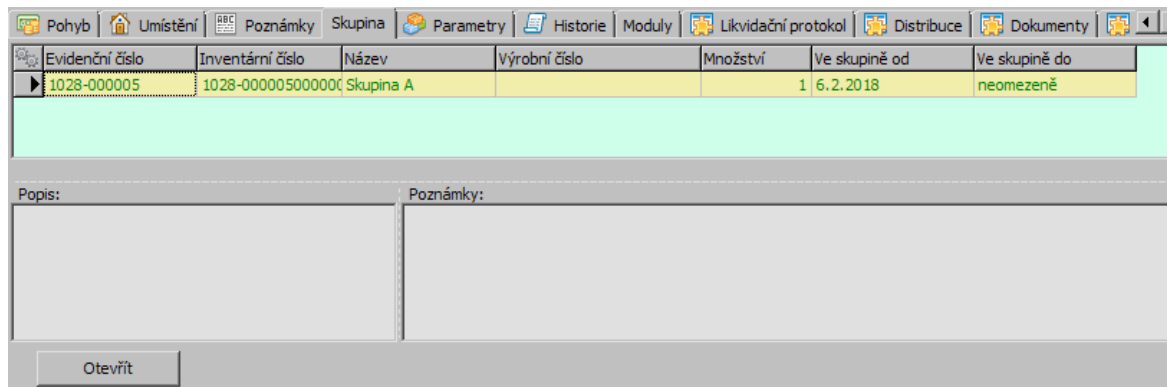 Pohyb Umístění ABC Poznámky Skupina Parametry Historie Moduly Likvidační protokol Distribuce Dokumenty
Evidenční číslo Inventární číslo Název Výrobní číslo Množství Ve skupině od Ve skupině do
1028-000005 1028-000005000000 Skupina A 1 6.2.2018 neomezeně
Popis: Poznámky:
Otevřít